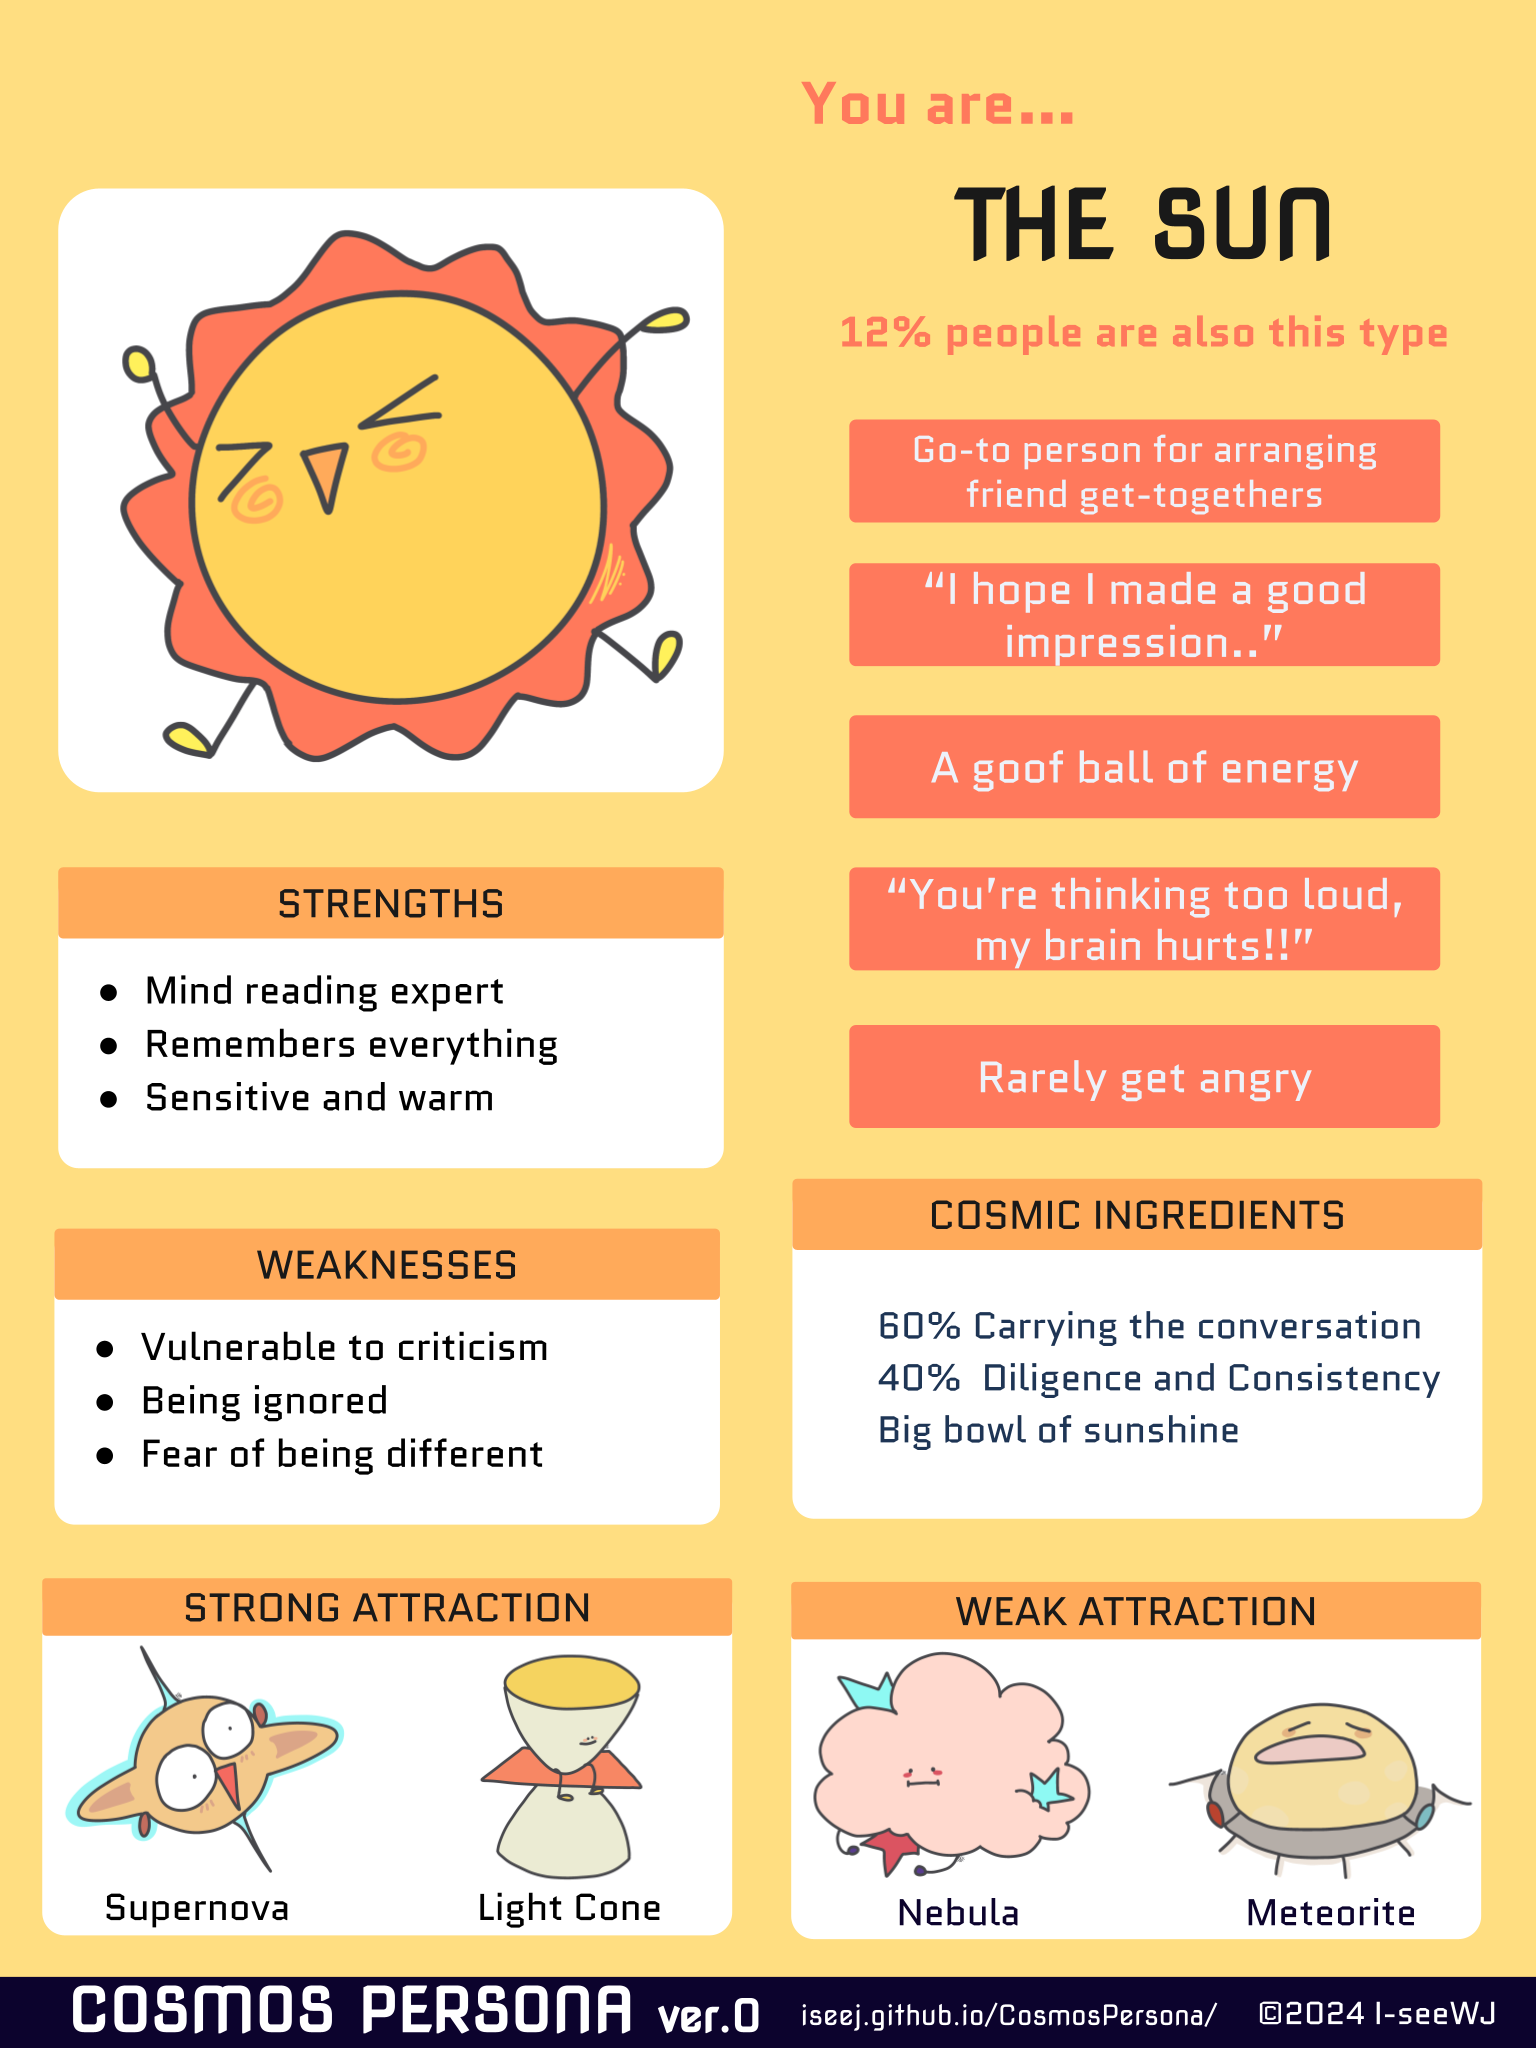 You are...
THE SUN
12% people are also this type
Go-to person for arranging
friend get-togethers
“I hope I made a good
impression..”
A goof ball of energy
“You’re thinking too loud,
my brain hurts!!”
Rarely get angry
STRENGTHS
● Mind reading expert
● Remembers everything
● Sensitive and warm
WEAKNESSES
● Vulnerable to criticism
● Being ignored
● Fear of being different
COSMIC INGREDIENTS
60% Carrying the conversation
40% Diligence and Consistency
Big bowl of sunshine
STRONG ATTRACTION
Supernova
Light Cone
WEAK ATTRACTION
Nebula
Meteorite
COSMOS PERSONA ver.0
iseej.github.io/CosmosPersona/
©2024 I-seeWJ